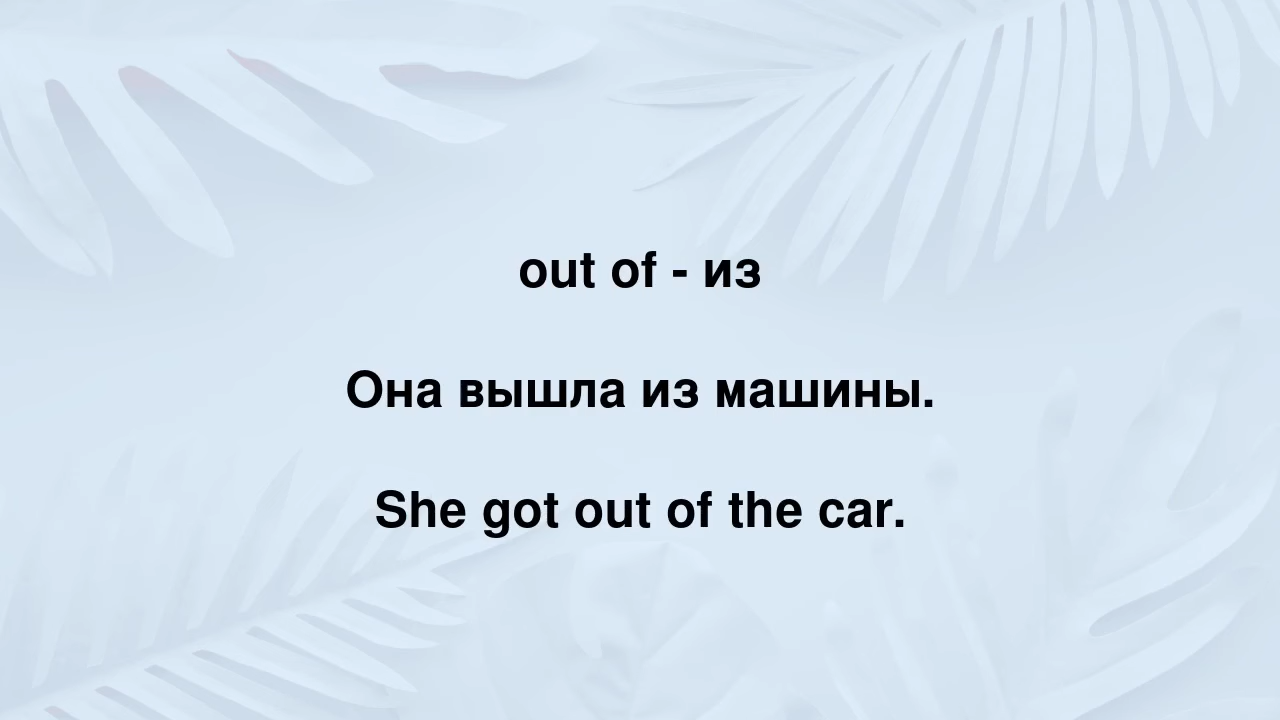 out of - из
Она вышла из машины.
She got out of the car.